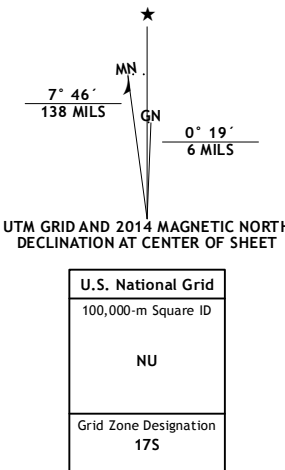 ★
MN
7° 46´
138 MILS
GN
0° 19´
6 MILS
UTM GRID AND 2014 MAGNETIC NORTH
DECLINATION AT CENTER OF SHEET
U.S. National Grid
100,000-m Square ID
NU
Grid Zone Designation
17S